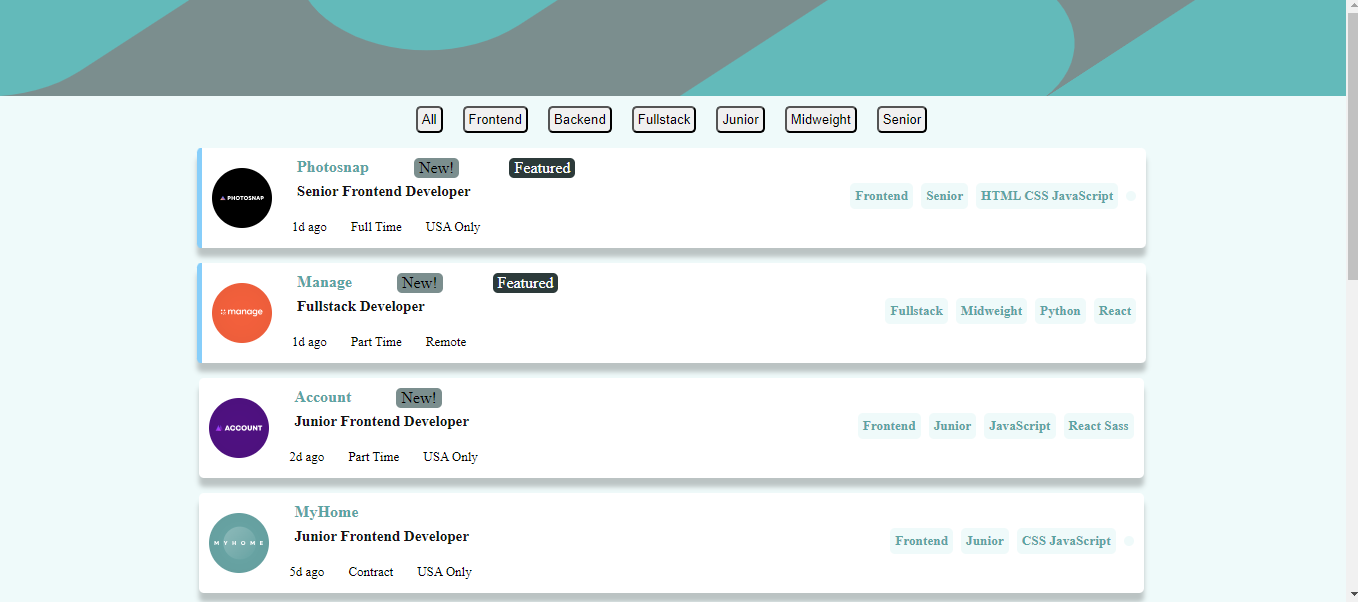 All Frontend Backend Fullstack Junior Midweight Senior
PHOTOSNAP
Photosnap New! Featured
Senior Frontend Developer
1d ago Full Time USA Only
Frontend Senior HTML CSS JavaScript
manage
Manage New! Featured
Fullstack Developer
1d ago Part Time Remote
Fullstack Midweight Python React
ACCOUNT
Account New!
Junior Frontend Developer
2d ago Part Time USA Only
Frontend Junior JavaScript React Sass
MYHOME
MyHome
Junior Frontend Developer
5d ago Contract USA Only
Frontend Junior CSS JavaScript